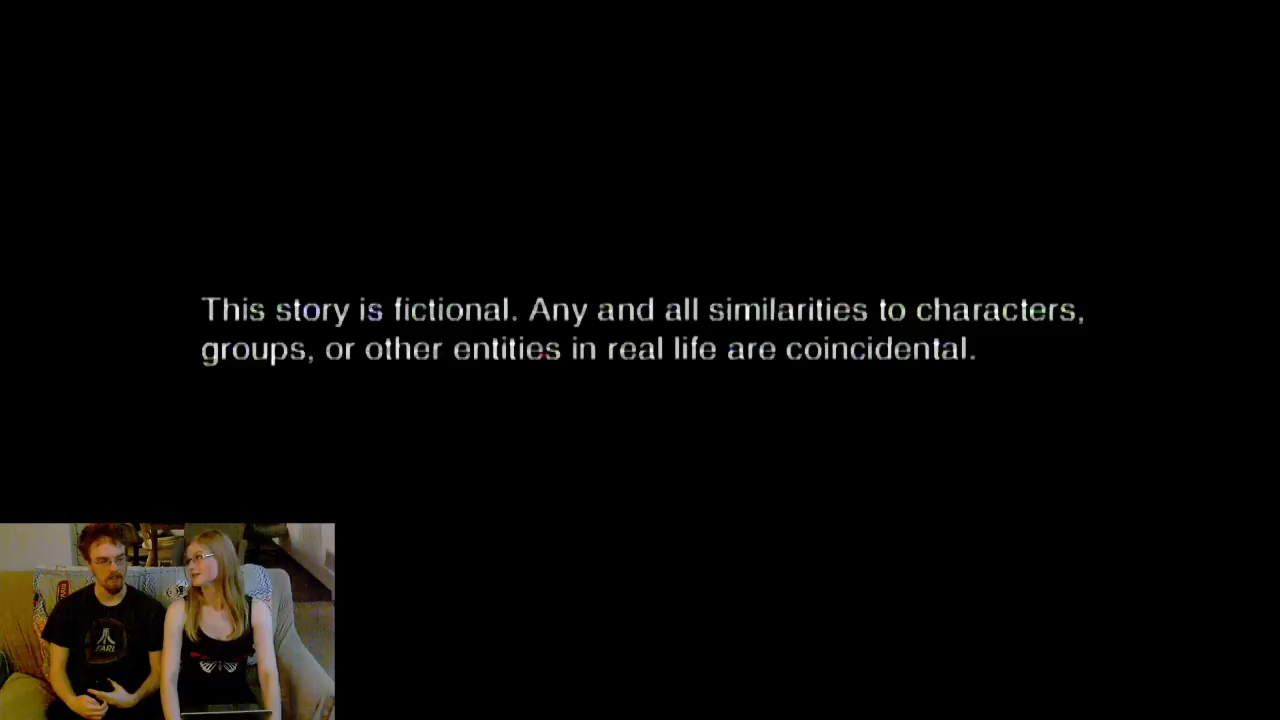 This story is fictional. Any and all similarities to characters,
groups, or other entities in real life are coincidental.
ATARI